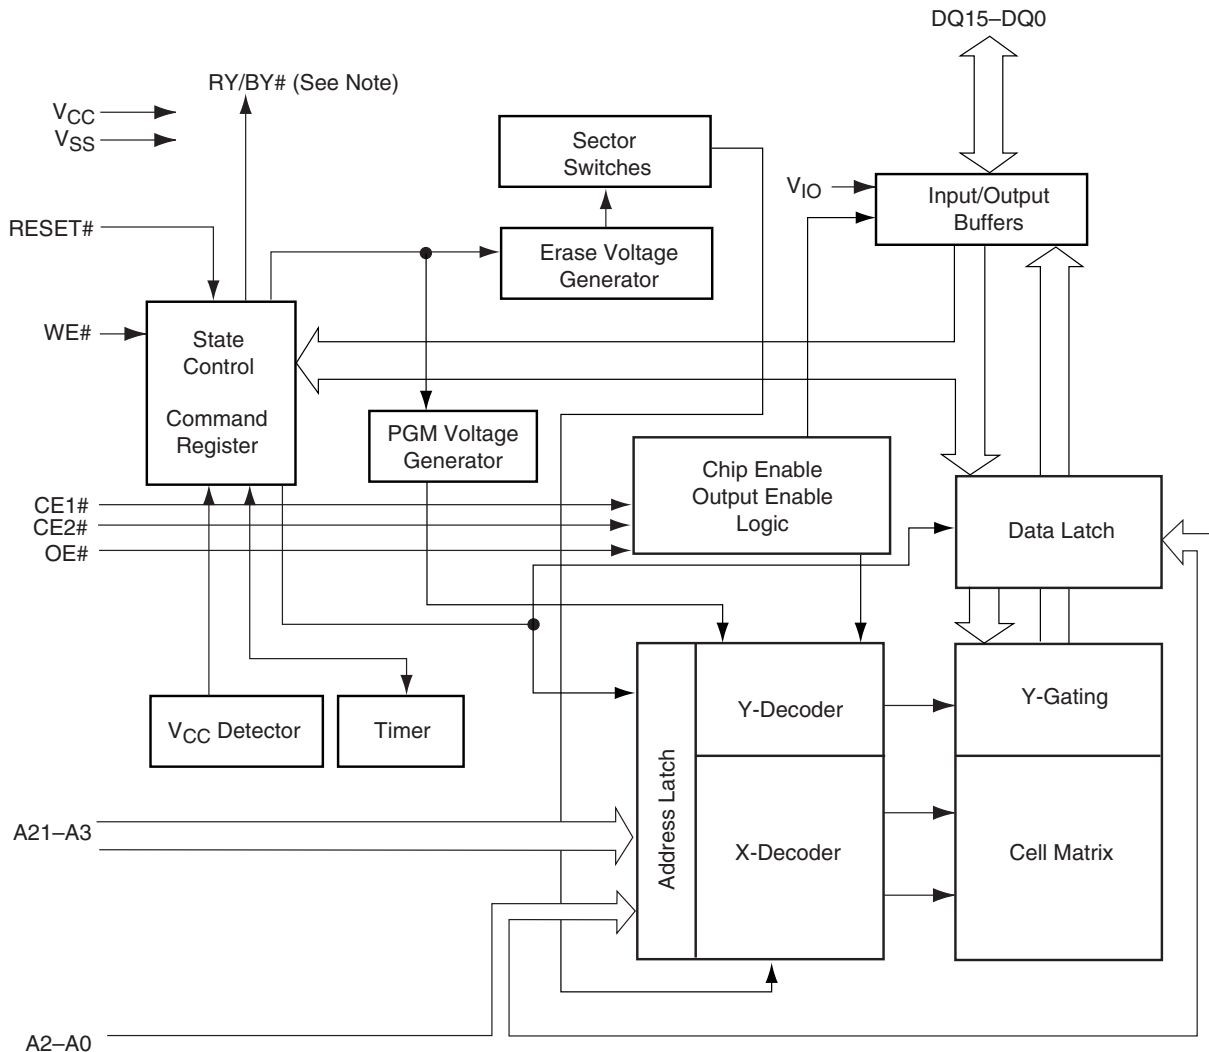 DQ15–DQ0
RY/BY# (See Note)
VCC
VSS
Sector
Switches
VIO
Input/Output
Buffers
RESET#
Erase Voltage
Generator
WE#
State
Control
Command
Register
PGM Voltage
Generator
Chip Enable
Output Enable
Logic
CE1#
CE2#
OE#
Data Latch
VCC Detector
Timer
Address Latch
Y-Decoder
Y-Gating
A21–A3
X-Decoder
Cell Matrix
A2–A0